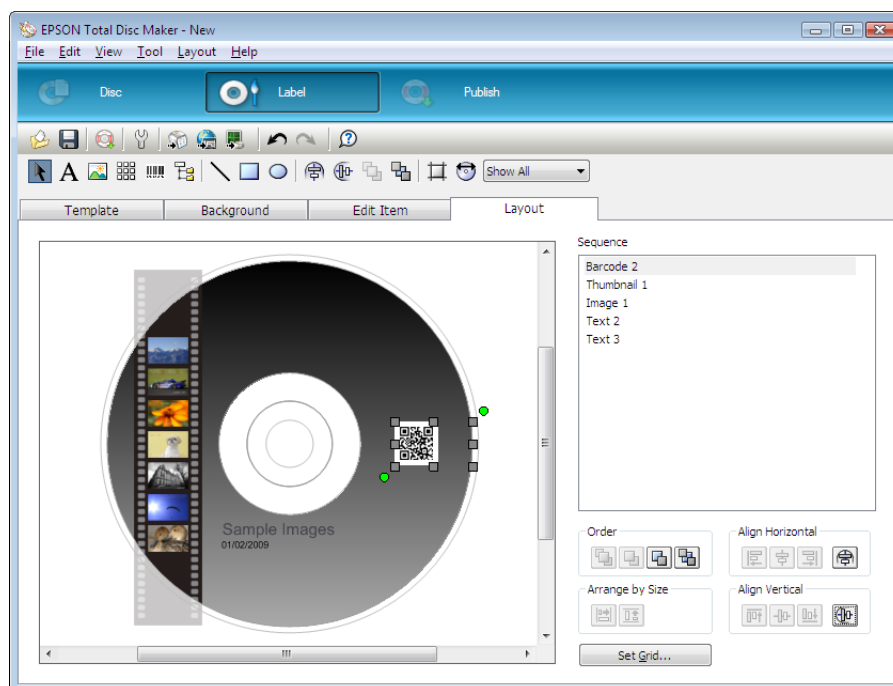 EPSON Total Disc Maker - New
File Edit View Tool Layout Help
Disc Label Publish
A Show All
Template Background Edit Item Layout
Sequence
Barcode 2
Thumbnail 1
Image 1
Text 2
Text 3
Sample Images
01/02/2009
Order Align Horizontal
Arrange by Size Align Vertical
Set Grid...